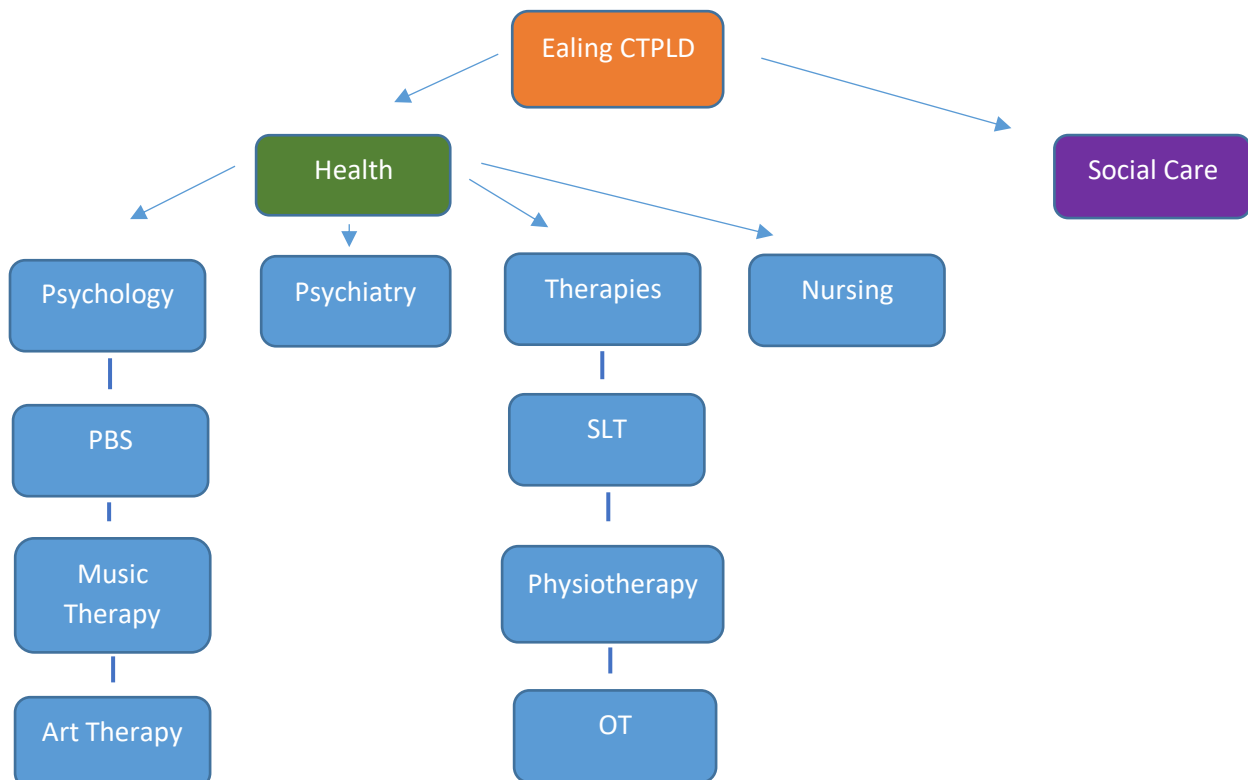 Ealing CTPLD
Health
Social Care
Psychology
Psychiatry
Therapies
Nursing
PBS
SLT
Music
Therapy
Physiotherapy
Art Therapy
OT